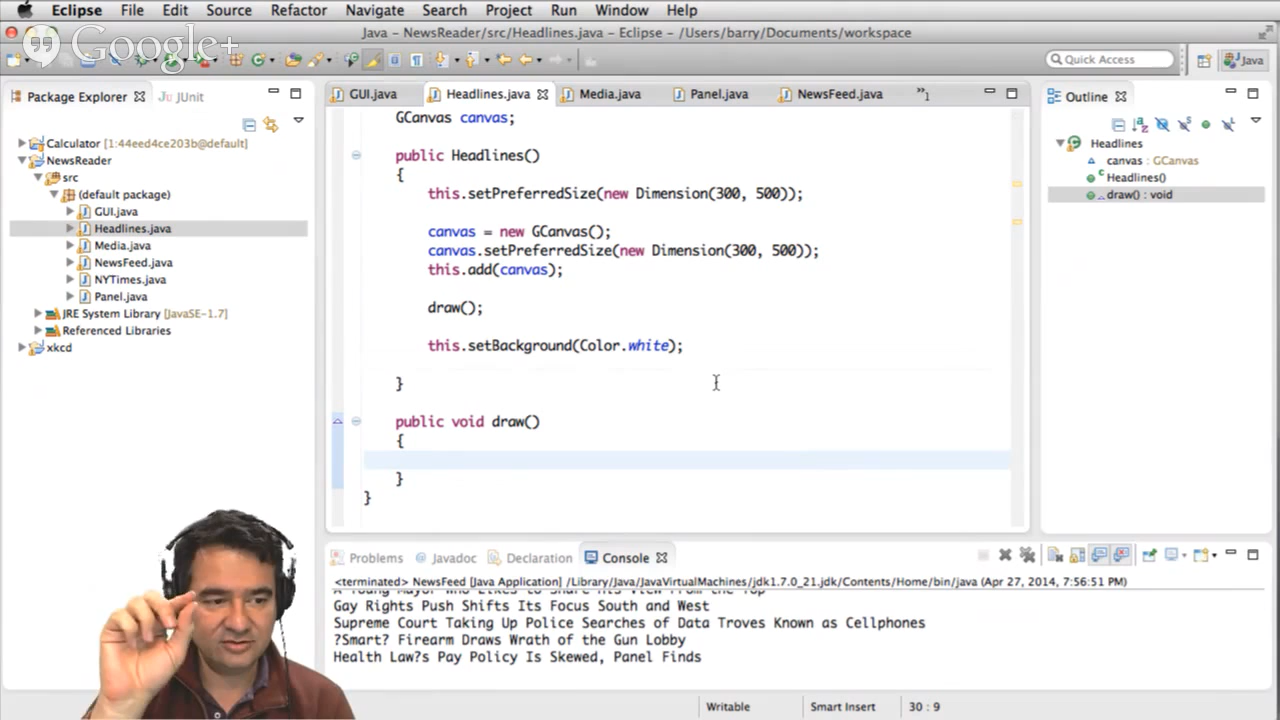 Eclipse File Edit Source Refactor Navigate Search Project Run Window Help
Google+
Java - NewsReader/src/Headlines.java - Eclipse - /Users/barry/Documents/workspace
Quick Access
Java
Package Explorer JUnit
Calculator [1:44eed4ce203b@default]
NewsReader
src
(default package)
GUI.java
Headlines.java
Media.java
NewsFeed.java
NYTimes.java
Panel.java
JRE System Library [JavaSE-1.7]
Referenced Libraries
xkcd
GUI.java Headlines.java Media.java Panel.java NewsFeed.java »1
GCanvas canvas;
public Headlines()
{
this.setPreferredSize(new Dimension(300, 500));
canvas = new GCanvas();
canvas.setPreferredSize(new Dimension(300, 500));
this.add(canvas);
draw();
this.setBackground(Color.white);
}
public void draw()
{
}
}
Outline
Headlines
canvas : GCanvas
Headlines()
draw() : void
Problems Javadoc Declaration Console
<terminated> NewsFeed [Java Application] /Library/Java/JavaVirtualMachines/jdk1.7.0_21.jdk/Contents/Home/bin/java (Apr 27, 2014, 7:56:51 PM)
A Young Mayor Who Likes to Share His View From the Top
Gay Rights Push Shifts Its Focus South and West
Supreme Court Taking Up Police Searches of Data Troves Known as Cellphones
?Smart? Firearm Draws Wrath of the Gun Lobby
Health Law?s Pay Policy Is Skewed, Panel Finds
Writable Smart Insert 30 : 9